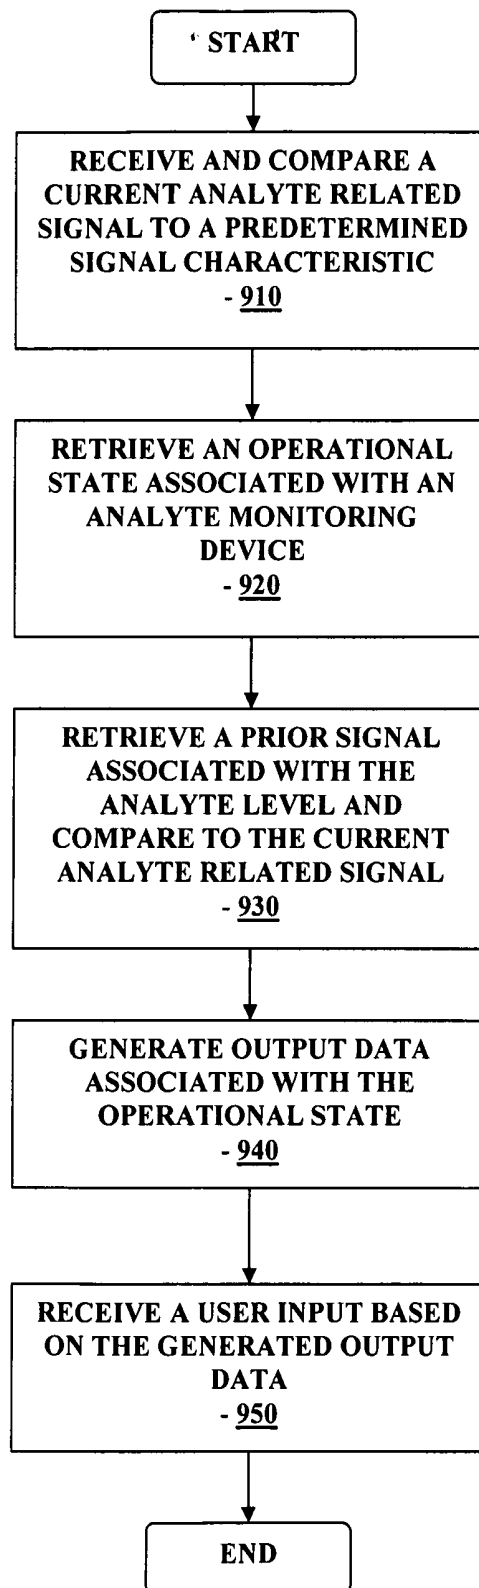 START
RECEIVE AND COMPARE A
CURRENT ANALYTE RELATED
SIGNAL TO A PREDETERMINED
SIGNAL CHARACTERISTIC
- 910
RETRIEVE AN OPERATIONAL
STATE ASSOCIATED WITH AN
ANALYTE MONITORING
DEVICE
- 920
RETRIEVE A PRIOR SIGNAL
ASSOCIATED WITH THE
ANALYTE LEVEL AND
COMPARE TO THE CURRENT
ANALYTE RELATED SIGNAL
- 930
GENERATE OUTPUT DATA
ASSOCIATED WITH THE
OPERATIONAL STATE
- 940
RECEIVE A USER INPUT BASED
ON THE GENERATED OUTPUT
DATA
- 950
END